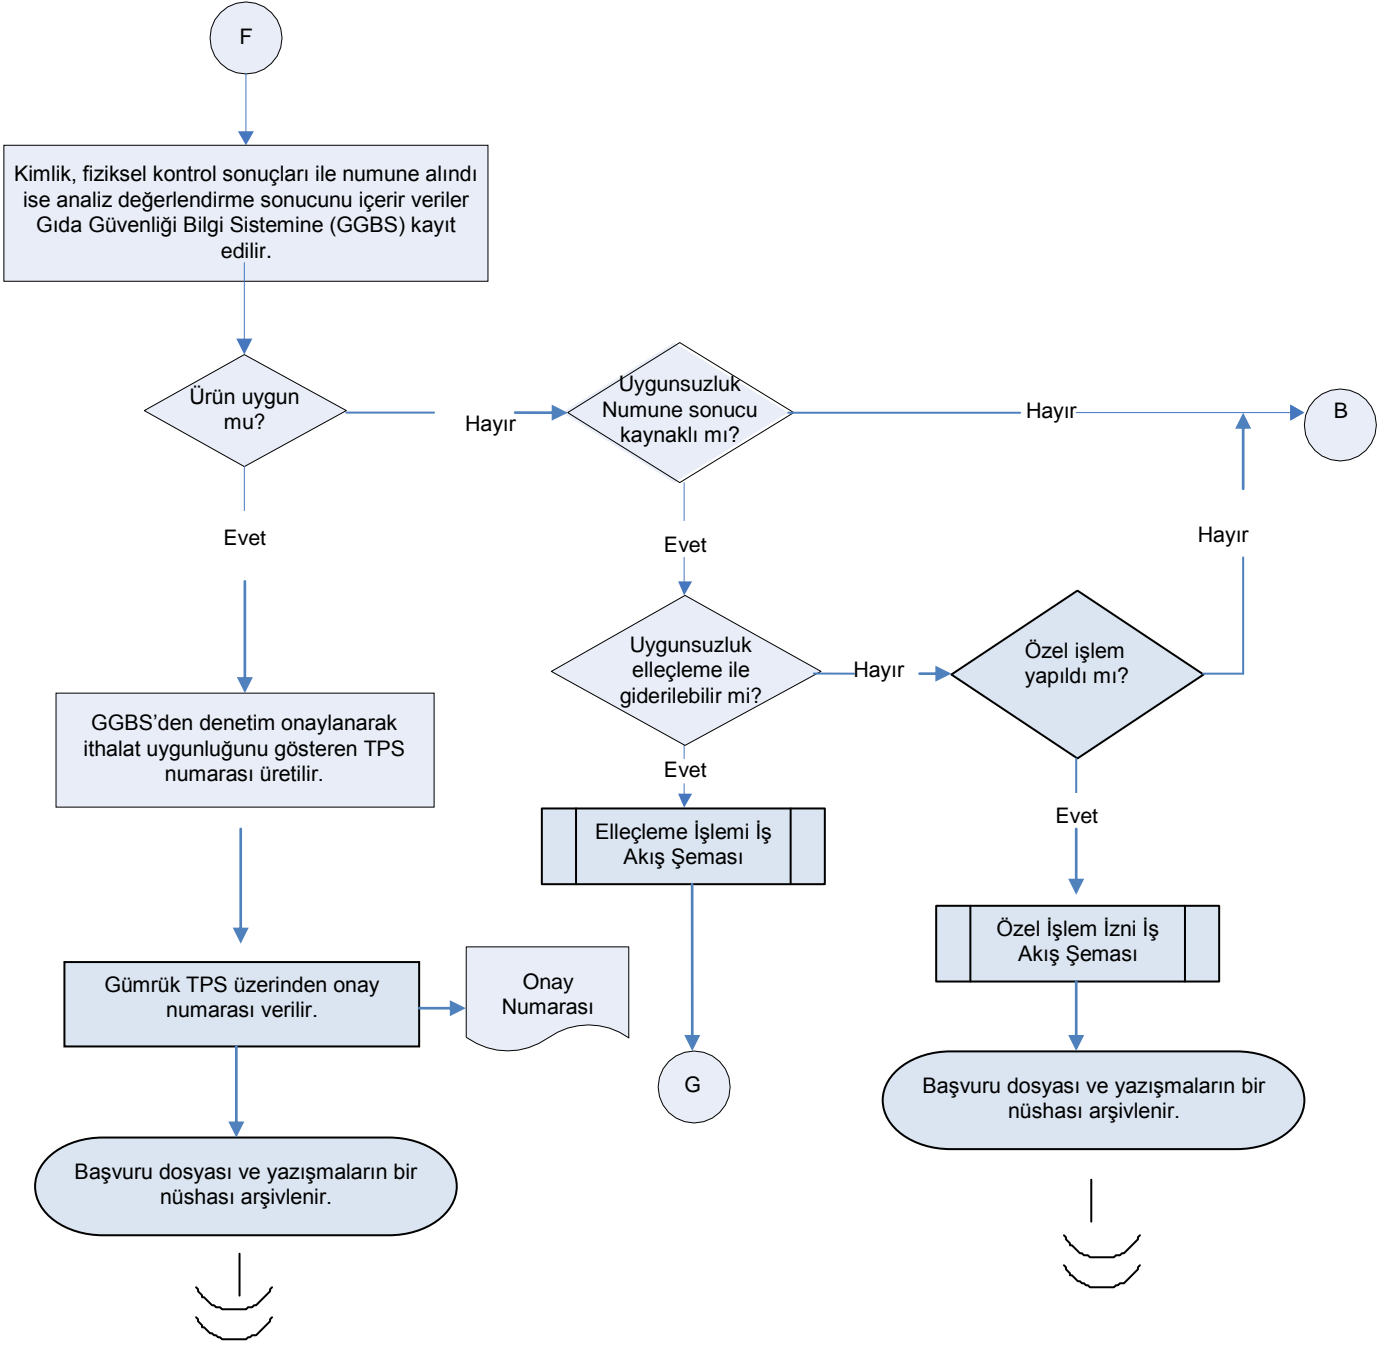 F
Kimlik, fiziksel kontrol sonuçları ile numune alındı
ise analiz değerlendirme sonucunu içerir veriler
Gıda Güvenliği Bilgi Sistemine (GGBS) kayıt
edilir.
Ürün uygun
mu?
Hayır
Uygunsuzluk
Numune sonucu
kaynaklı mı?
Hayır
B
Evet
Evet
Hayır
Uygunsuzluk
elleçleme ile
giderilebilir mi?
Hayır
Özel işlem
yapıldı mı?
GGBS’den denetim onaylanarak
ithalat uygunluğunu gösteren TPS
numarası üretilir.
Evet
Evet
Elleçleme İşlemi İş
Akış Şeması
Özel İşlem İzni İş
Akış Şeması
Gümrük TPS üzerinden onay
numarası verilir.
Onay
Numarası
G
Başvuru dosyası ve yazışmaların bir
nüshası arşivlenir.
Başvuru dosyası ve yazışmaların bir
nüshası arşivlenir.